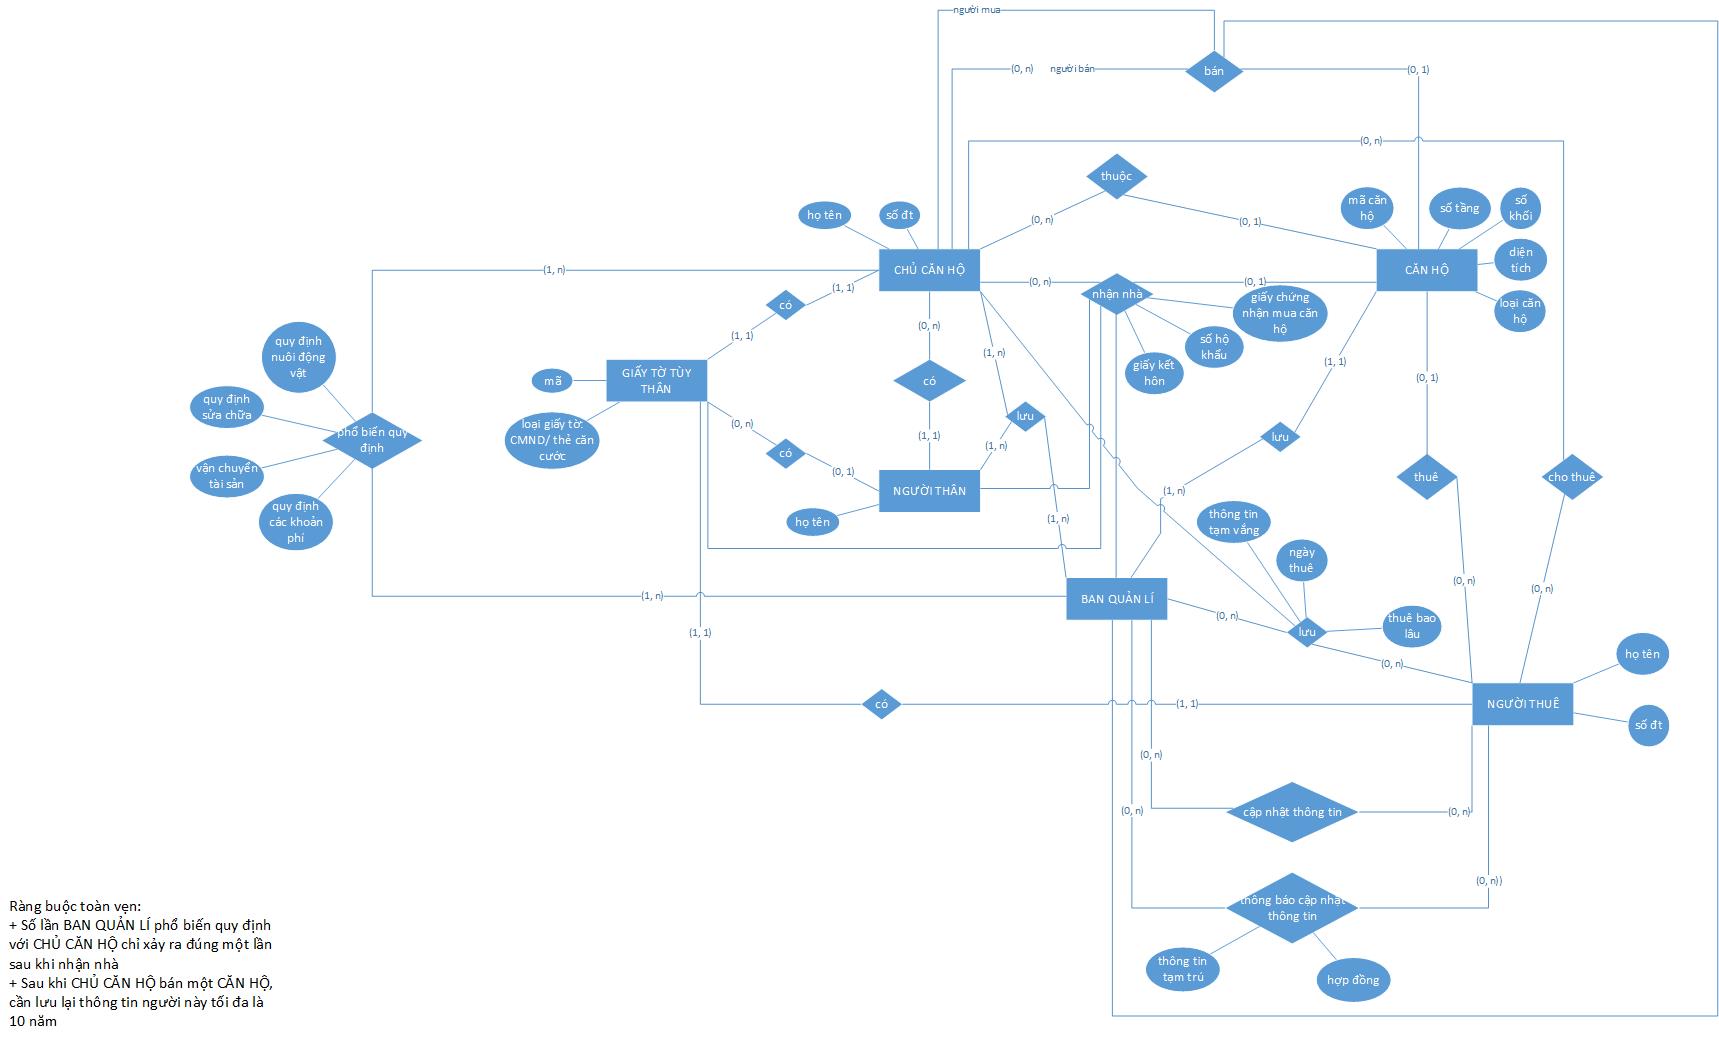 người mua
(0, n)
người bán
bán
(0, 1)
(0, n)
thuộc
(0, n)
(0, 1)
họ tên
số đt
mã căn
hộ
số tầng
số
khối
diện
tích
loại căn
hộ
CHỦ CĂN HỘ
CĂN HỘ
(1, n)
(0, n)
(0, 1)
nhận nhà
giấy chứng
nhận mua căn
hộ
số hộ
khẩu
giấy kết
hôn
có
(1, 1)
(1, 1)
(0, n)
(1, n)
(1, 1)
(0, 1)
quy định
nuôi động
vật
quy định
sửa chữa
vận chuyển
tài sản
quy định
các khoản
phí
phổ biến quy
định
mã
GIẤY TỜ TÙY
THÂN
loại giấy tờ:
CMND/ thẻ căn
cước
có
lưu
(0, n)
có
(0, 1)
(1, 1)
(1, n)
lưu
thuê
cho thuê
NGƯỜI THÂN
họ tên
(1, n)
(1, n)
thông tin
tạm vắng
ngày
thuê
thuê bao
lâu
(0, n)
(0, n)
BAN QUẢN LÍ
(1, n)
(0, n)
lưu
(0, n)
(1, 1)
họ tên
số đt
có
(1, 1)
NGƯỜI THUÊ
(0, n)
cập nhật thông tin
(0, n)
(0, n)
(0, n))
thông báo cập nhật
thông tin
thông tin
tạm trú
hợp đồng
Ràng buộc toàn vẹn:
+ Số lần BAN QUẢN LÍ phổ biến quy định
với CHỦ CĂN HỘ chỉ xảy ra đúng một lần
sau khi nhận nhà
+ Sau khi CHỦ CĂN HỘ bán một CĂN HỘ,
cần lưu lại thông tin người này tối đa là
10 năm